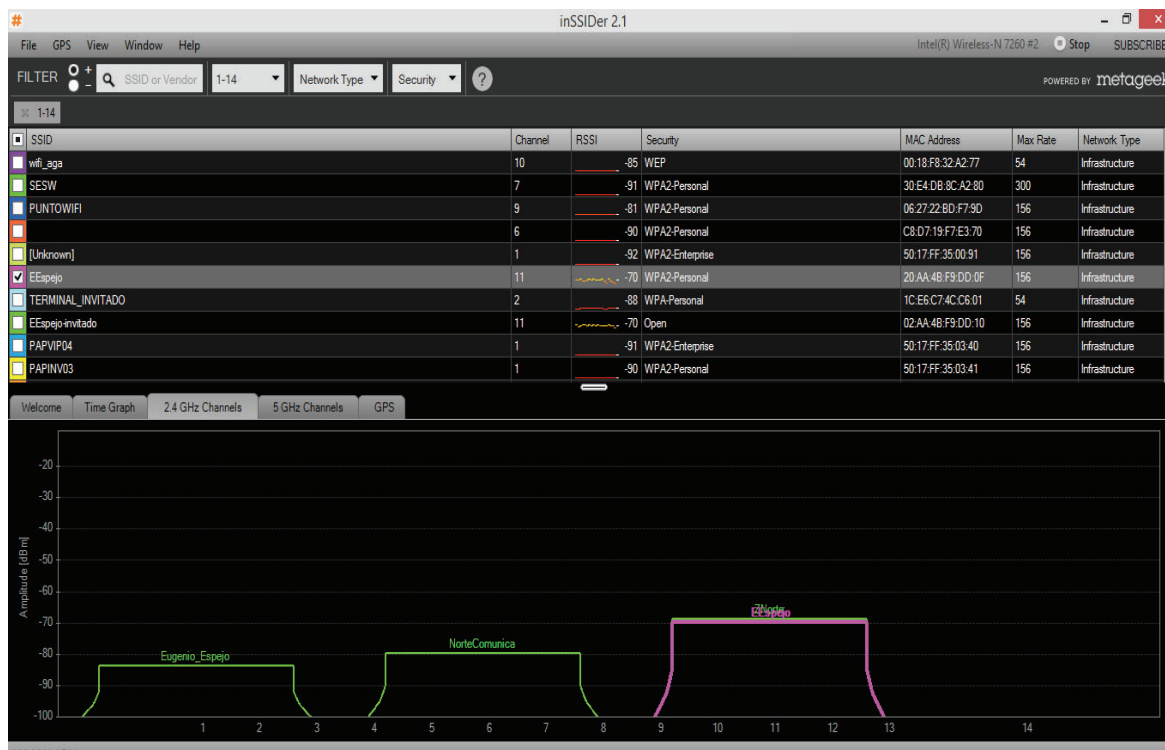 inSSIDer 2.1
File GPS View Window Help Intel(R) Wireless-N 7260 #2 Stop SUBSCRIBE
FILTER + - SSID or Vendor 1-14 Network Type Security ? POWERED BY metageek
1-14
SSID Channel RSSI Security MAC Address Max Rate Network Type
wifi_aga 10 -85 WEP 00:18:F8:32:A2:77 54 Infrastructure
SESW 7 -91 WPA2-Personal 30:E4:DB:8C:A2:80 300 Infrastructure
PUNTOWIFI 9 -81 WPA2-Personal 06:27:22:BD:F7:9D 156 Infrastructure
6 -90 WPA2-Personal C8:D7:19:F7:E3:70 156 Infrastructure
[Unknown] 1 -92 WPA2-Enterprise 50:17:FF:35:00:91 156 Infrastructure
EEspejo 11 -70 WPA2-Personal 20:AA:4B:F9:DD:0F 156 Infrastructure
TERMINAL_INVITADO 2 -88 WPA-Personal 1C:E6:C7:4C:C6:01 54 Infrastructure
EEspejo-invitado 11 -70 Open 02:AA:4B:F9:DD:10 156 Infrastructure
PAPVIP04 1 -91 WPA2-Enterprise 50:17:FF:35:03:40 156 Infrastructure
PAPINV03 1 -90 WPA2-Personal 50:17:FF:35:03:41 156 Infrastructure
Welcome Time Graph 2.4 GHz Channels 5 GHz Channels GPS
Amplitude [dBm]
-20
-30
-40
-50
-60
EEspejo
-70
NorteComunica
-80
Eugenio_Espejo
-90
-100
1 2 3 4 5 6 7 8 9 10 11 12 13 14